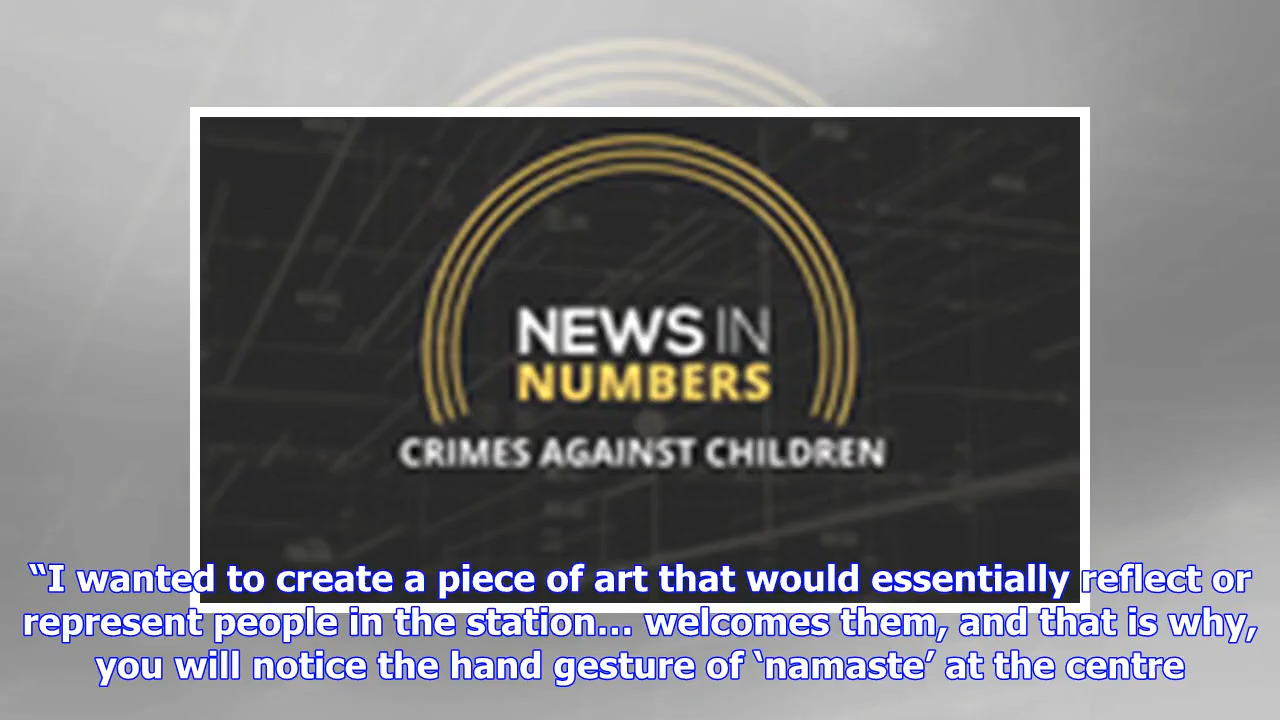 NEWS IN
NUMBERS
CRIMES AGAINST CHILDREN
“I wanted to create a piece of art that would essentially reflect or
represent people in the station... welcomes them, and that is why,
you will notice the hand gesture of ‘namaste’ at the centre